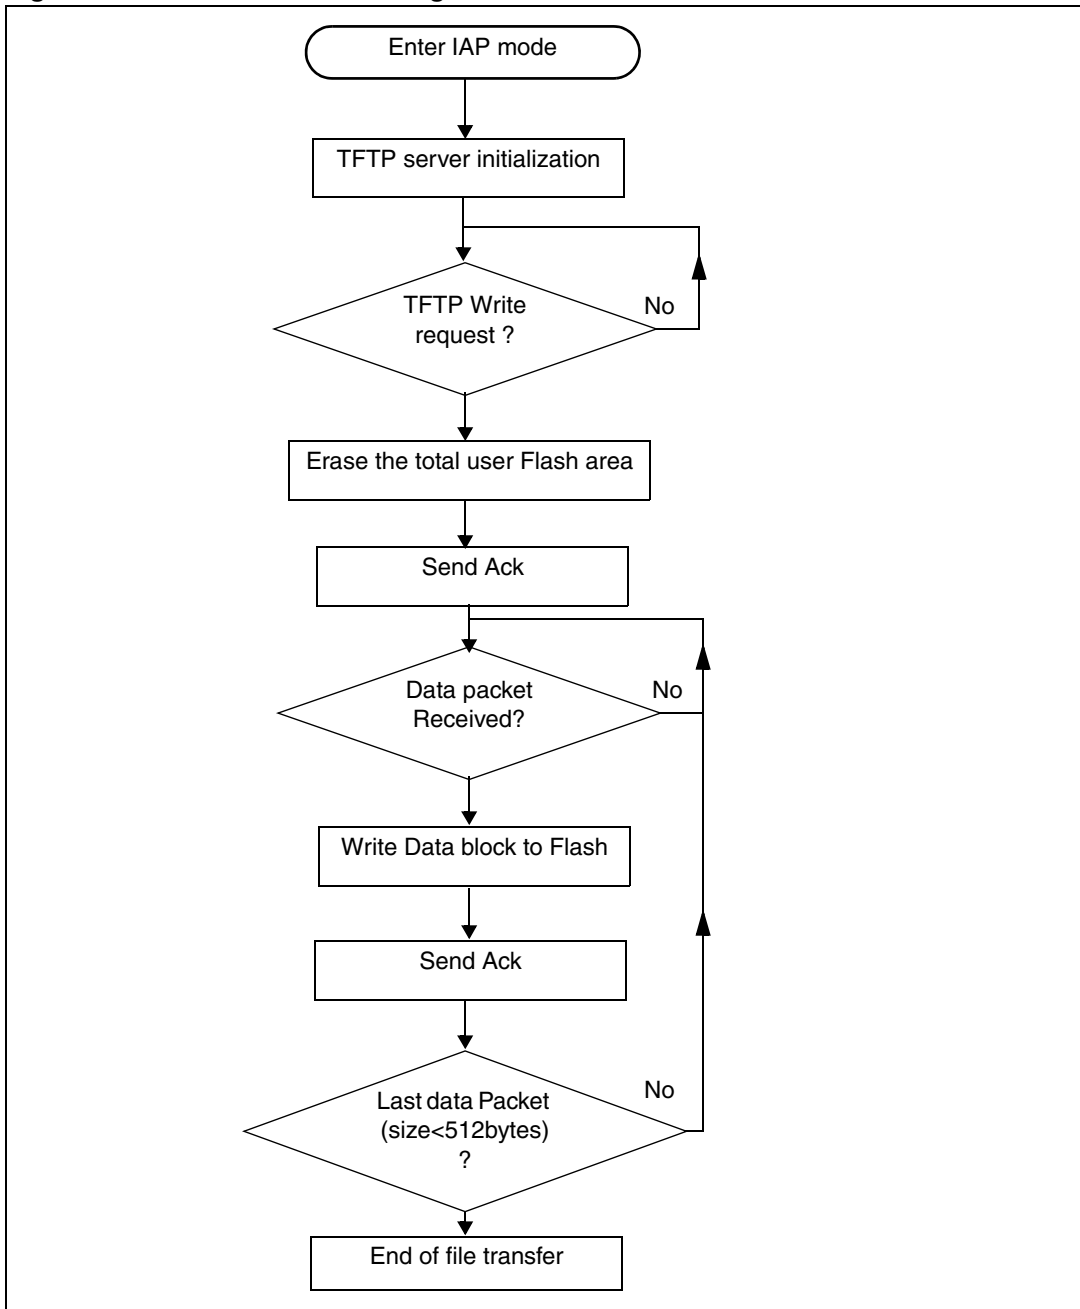 Enter IAP mode
TFTP server initialization
TFTP Write
request ?
No
Erase the total user Flash area
Send Ack
Data packet
Received?
No
Write Data block to Flash
Send Ack
Last data Packet
(size<512bytes)
?
No
End of file transfer